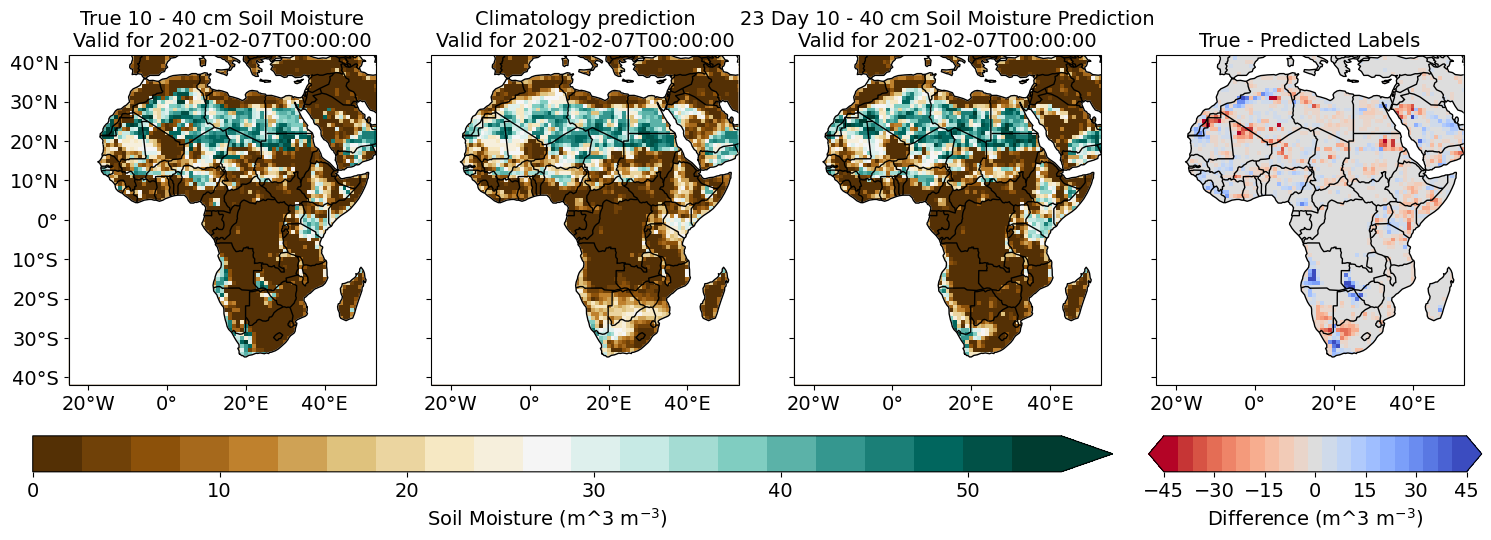 True 10 - 40 cm Soil Moisture
Valid for 2021-02-07T00:00:00
Climatology prediction
Valid for 2021-02-07T00:00:00
23 Day 10 - 40 cm Soil Moisture Prediction
Valid for 2021-02-07T00:00:00
True - Predicted Labels
40°N
30°N
20°N
10°N
0°
10°S
20°S
30°S
40°S
20°W 0° 20°E 40°E
20°W 0° 20°E 40°E
20°W 0° 20°E 40°E
20°W 0° 20°E 40°E
0 10 20 30 40 50
Soil Moisture (m^3 m⁻³)
−45 −30 −15 0 15 30 45
Difference (m^3 m⁻³)